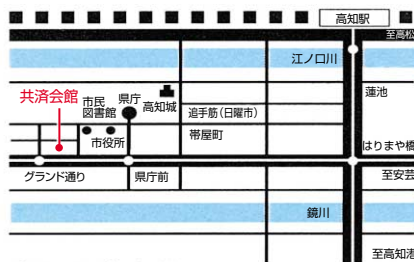 高知駅
至高松
江ノ口川
共済会館
市民
図書館
県庁
高知城
追手筋(日曜市)
蓮池
市役所
帯屋町
はりまや橋
グランド通り
県庁前
至安芸
鏡川
至高知港